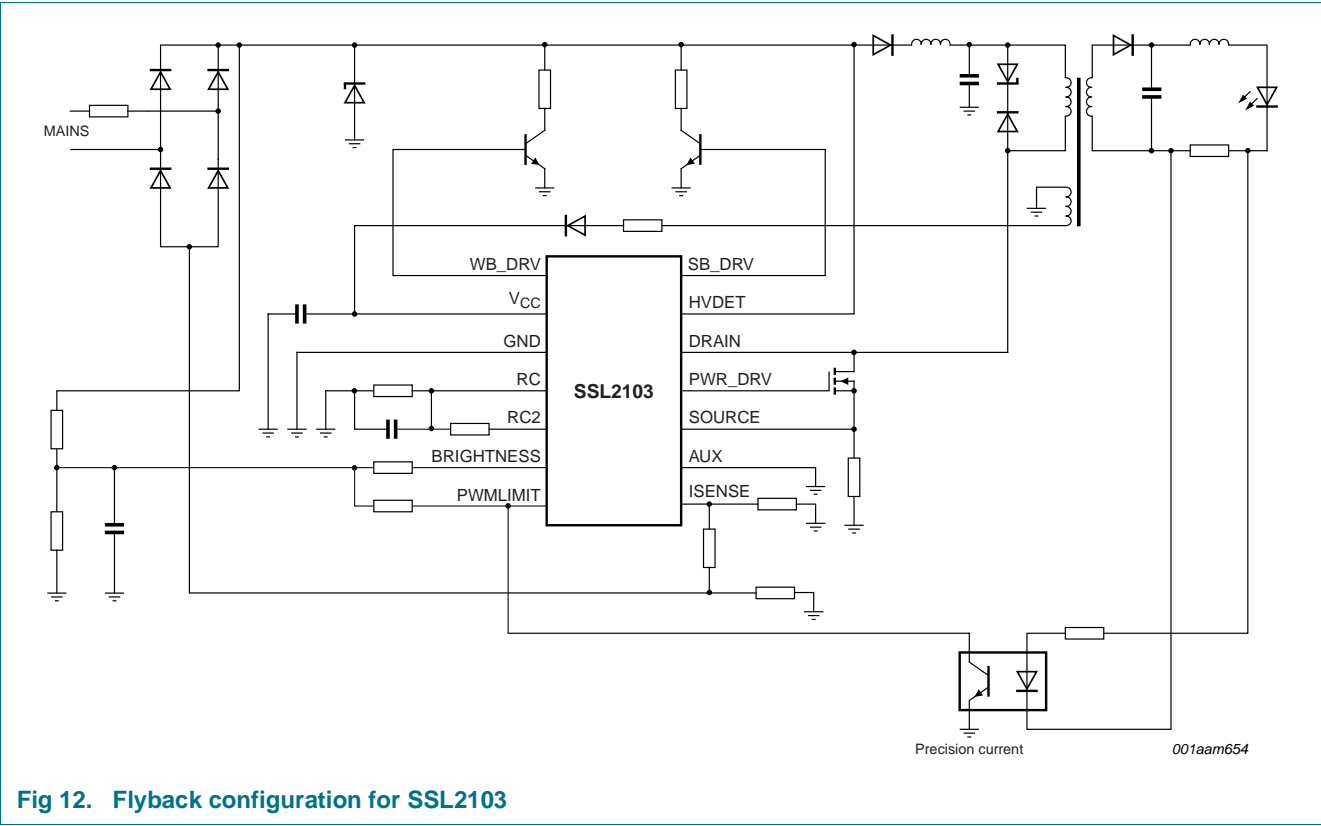 MAINS
WB_DRV
SB_DRV
VCC
HVDET
GND
DRAIN
RC
SSL2103
PWR_DRV
RC2
SOURCE
BRIGHTNESS
AUX
PWMLIMIT
ISENSE
Precision current
001aam654
Fig 12. Flyback configuration for SSL2103